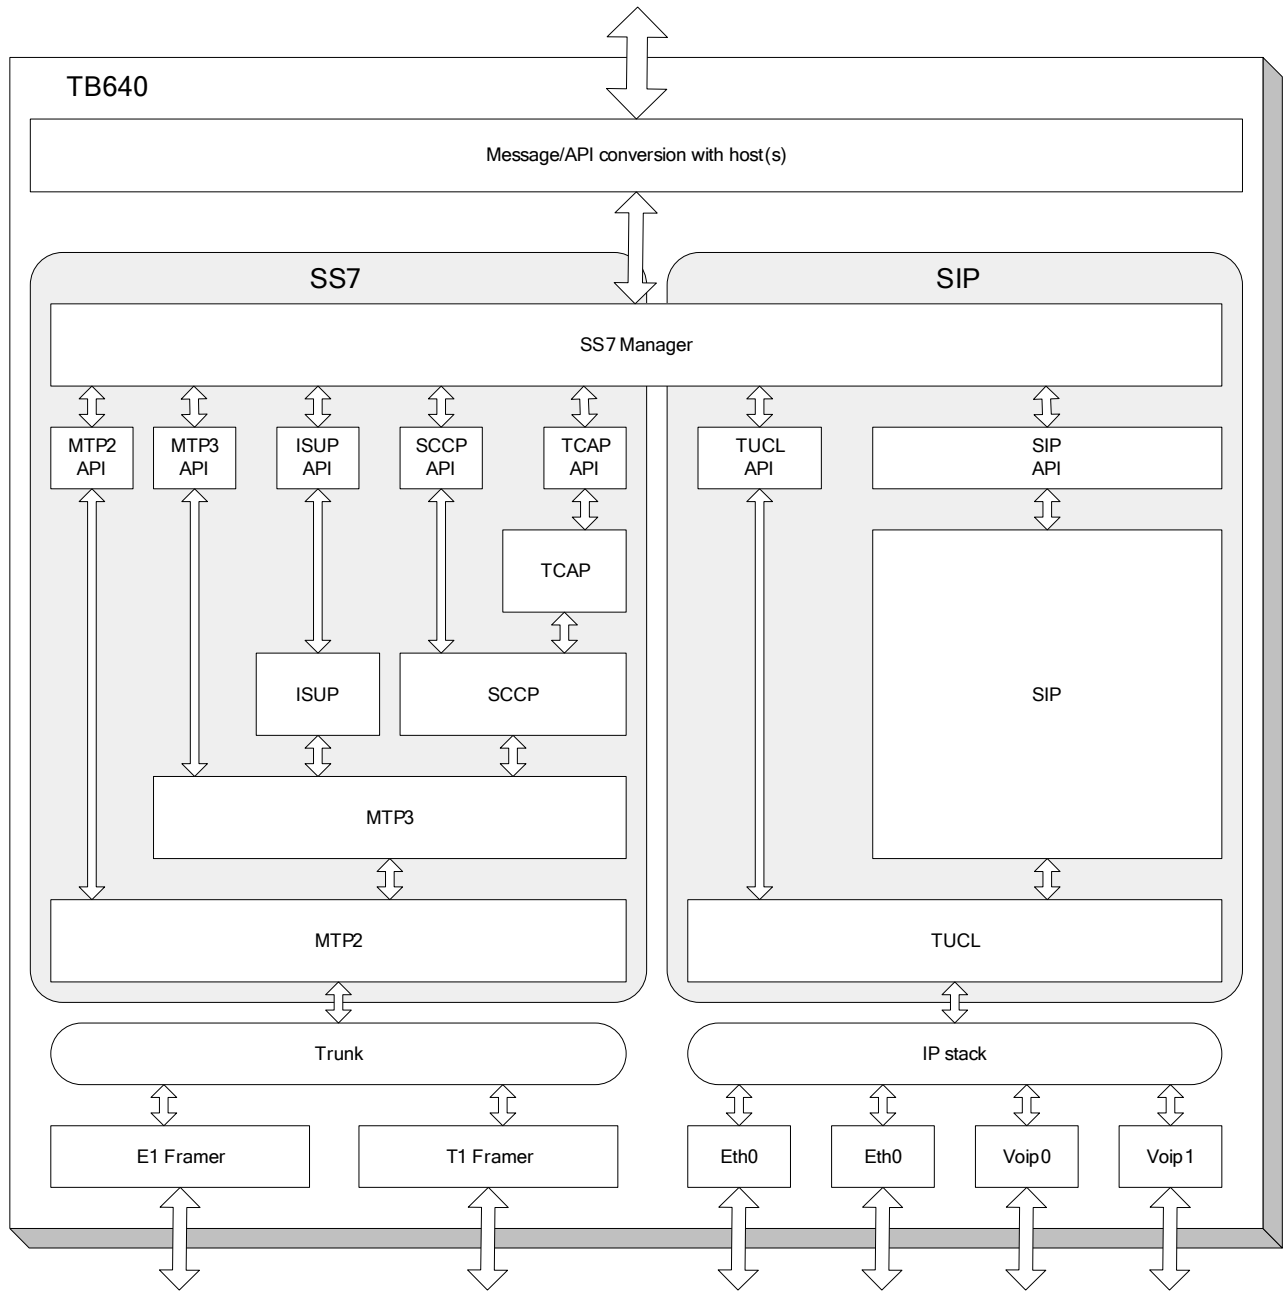 TB640
Message/API conversion with host(s)
SS7
SIP
SS7 Manager
MTP2
API
MTP3
API
ISUP
API
SCCP
API
TCAP
API
TUCL
API
SIP
API
TCAP
ISUP
SCCP
SIP
MTP3
MTP2
TUCL
Trunk
IP stack
E1 Framer
T1 Framer
Eth0
Eth0
Voip0
Voip1